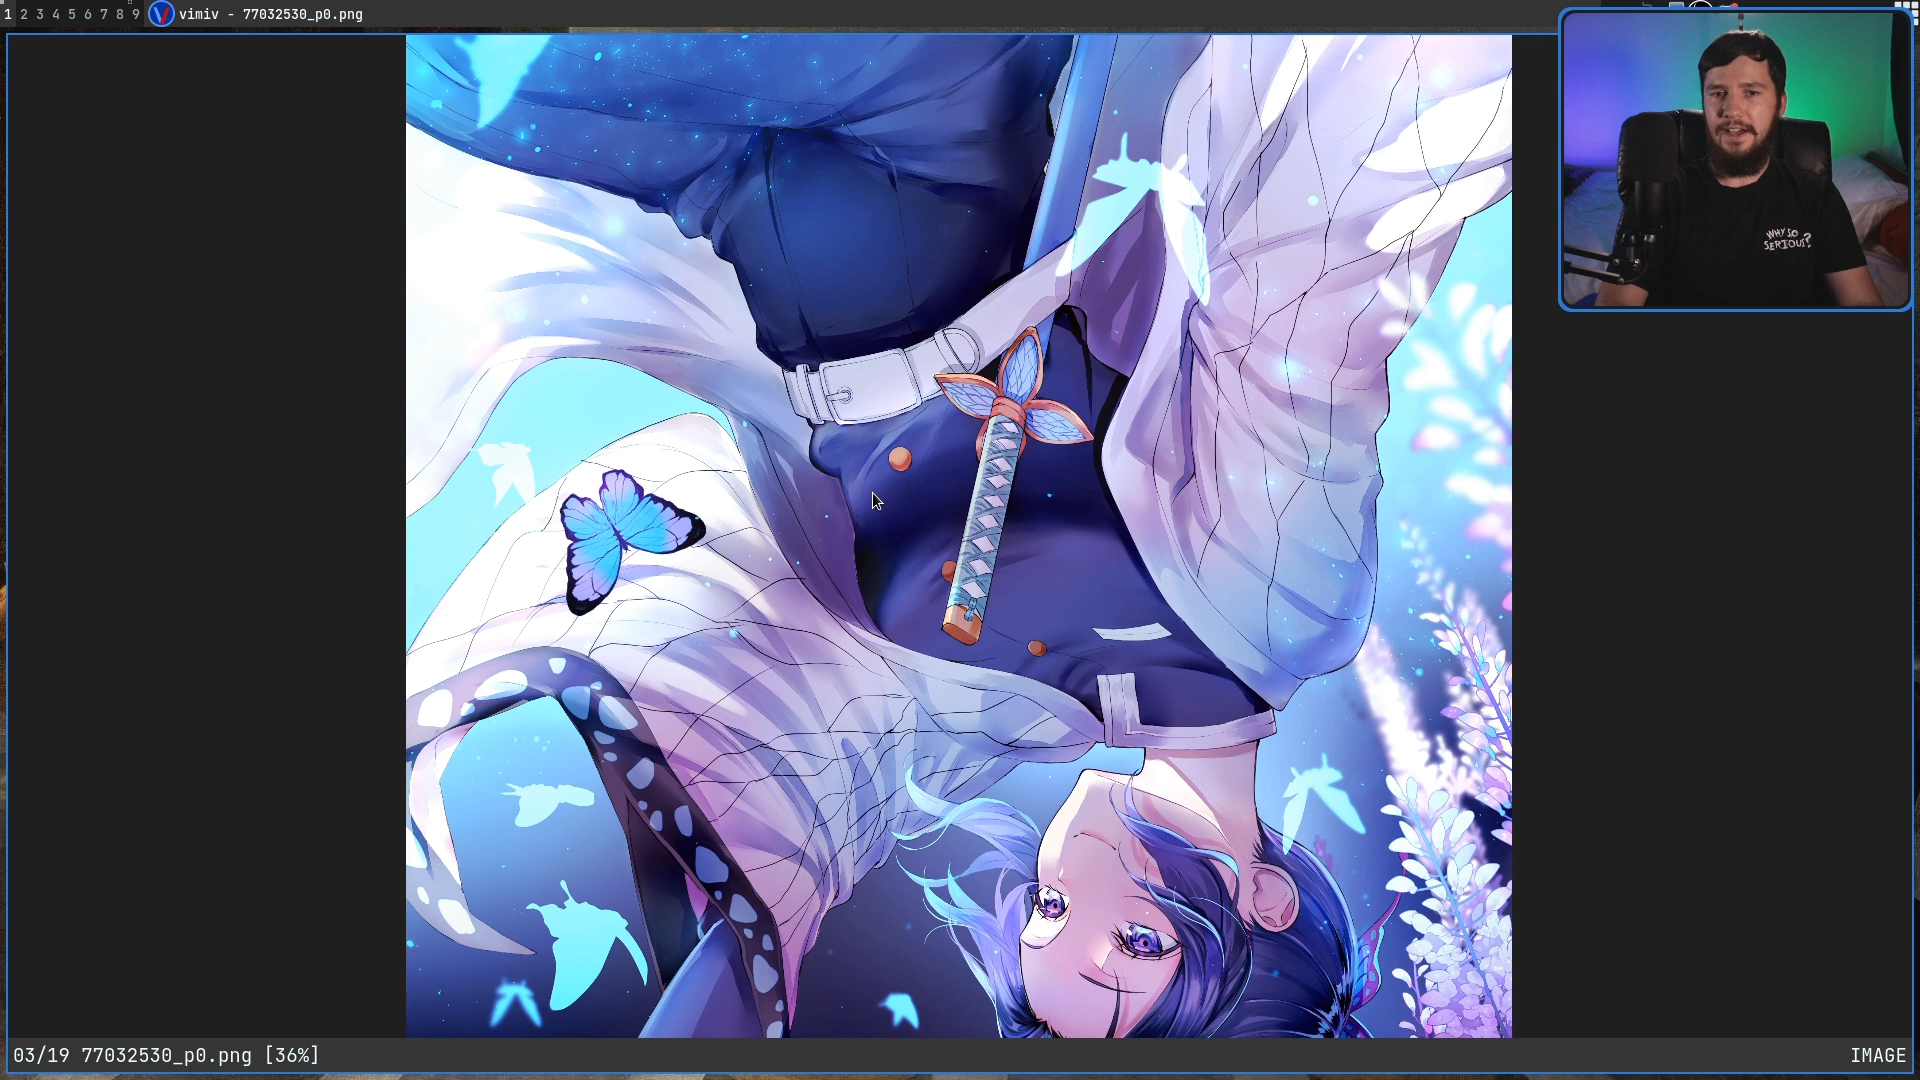 1 2 3 4 5 6 7 8 9 vimiv - 77032530_p0.png
WHY SO
SERIOUS?
03/19 77032530_p0.png [36%]
IMAGE